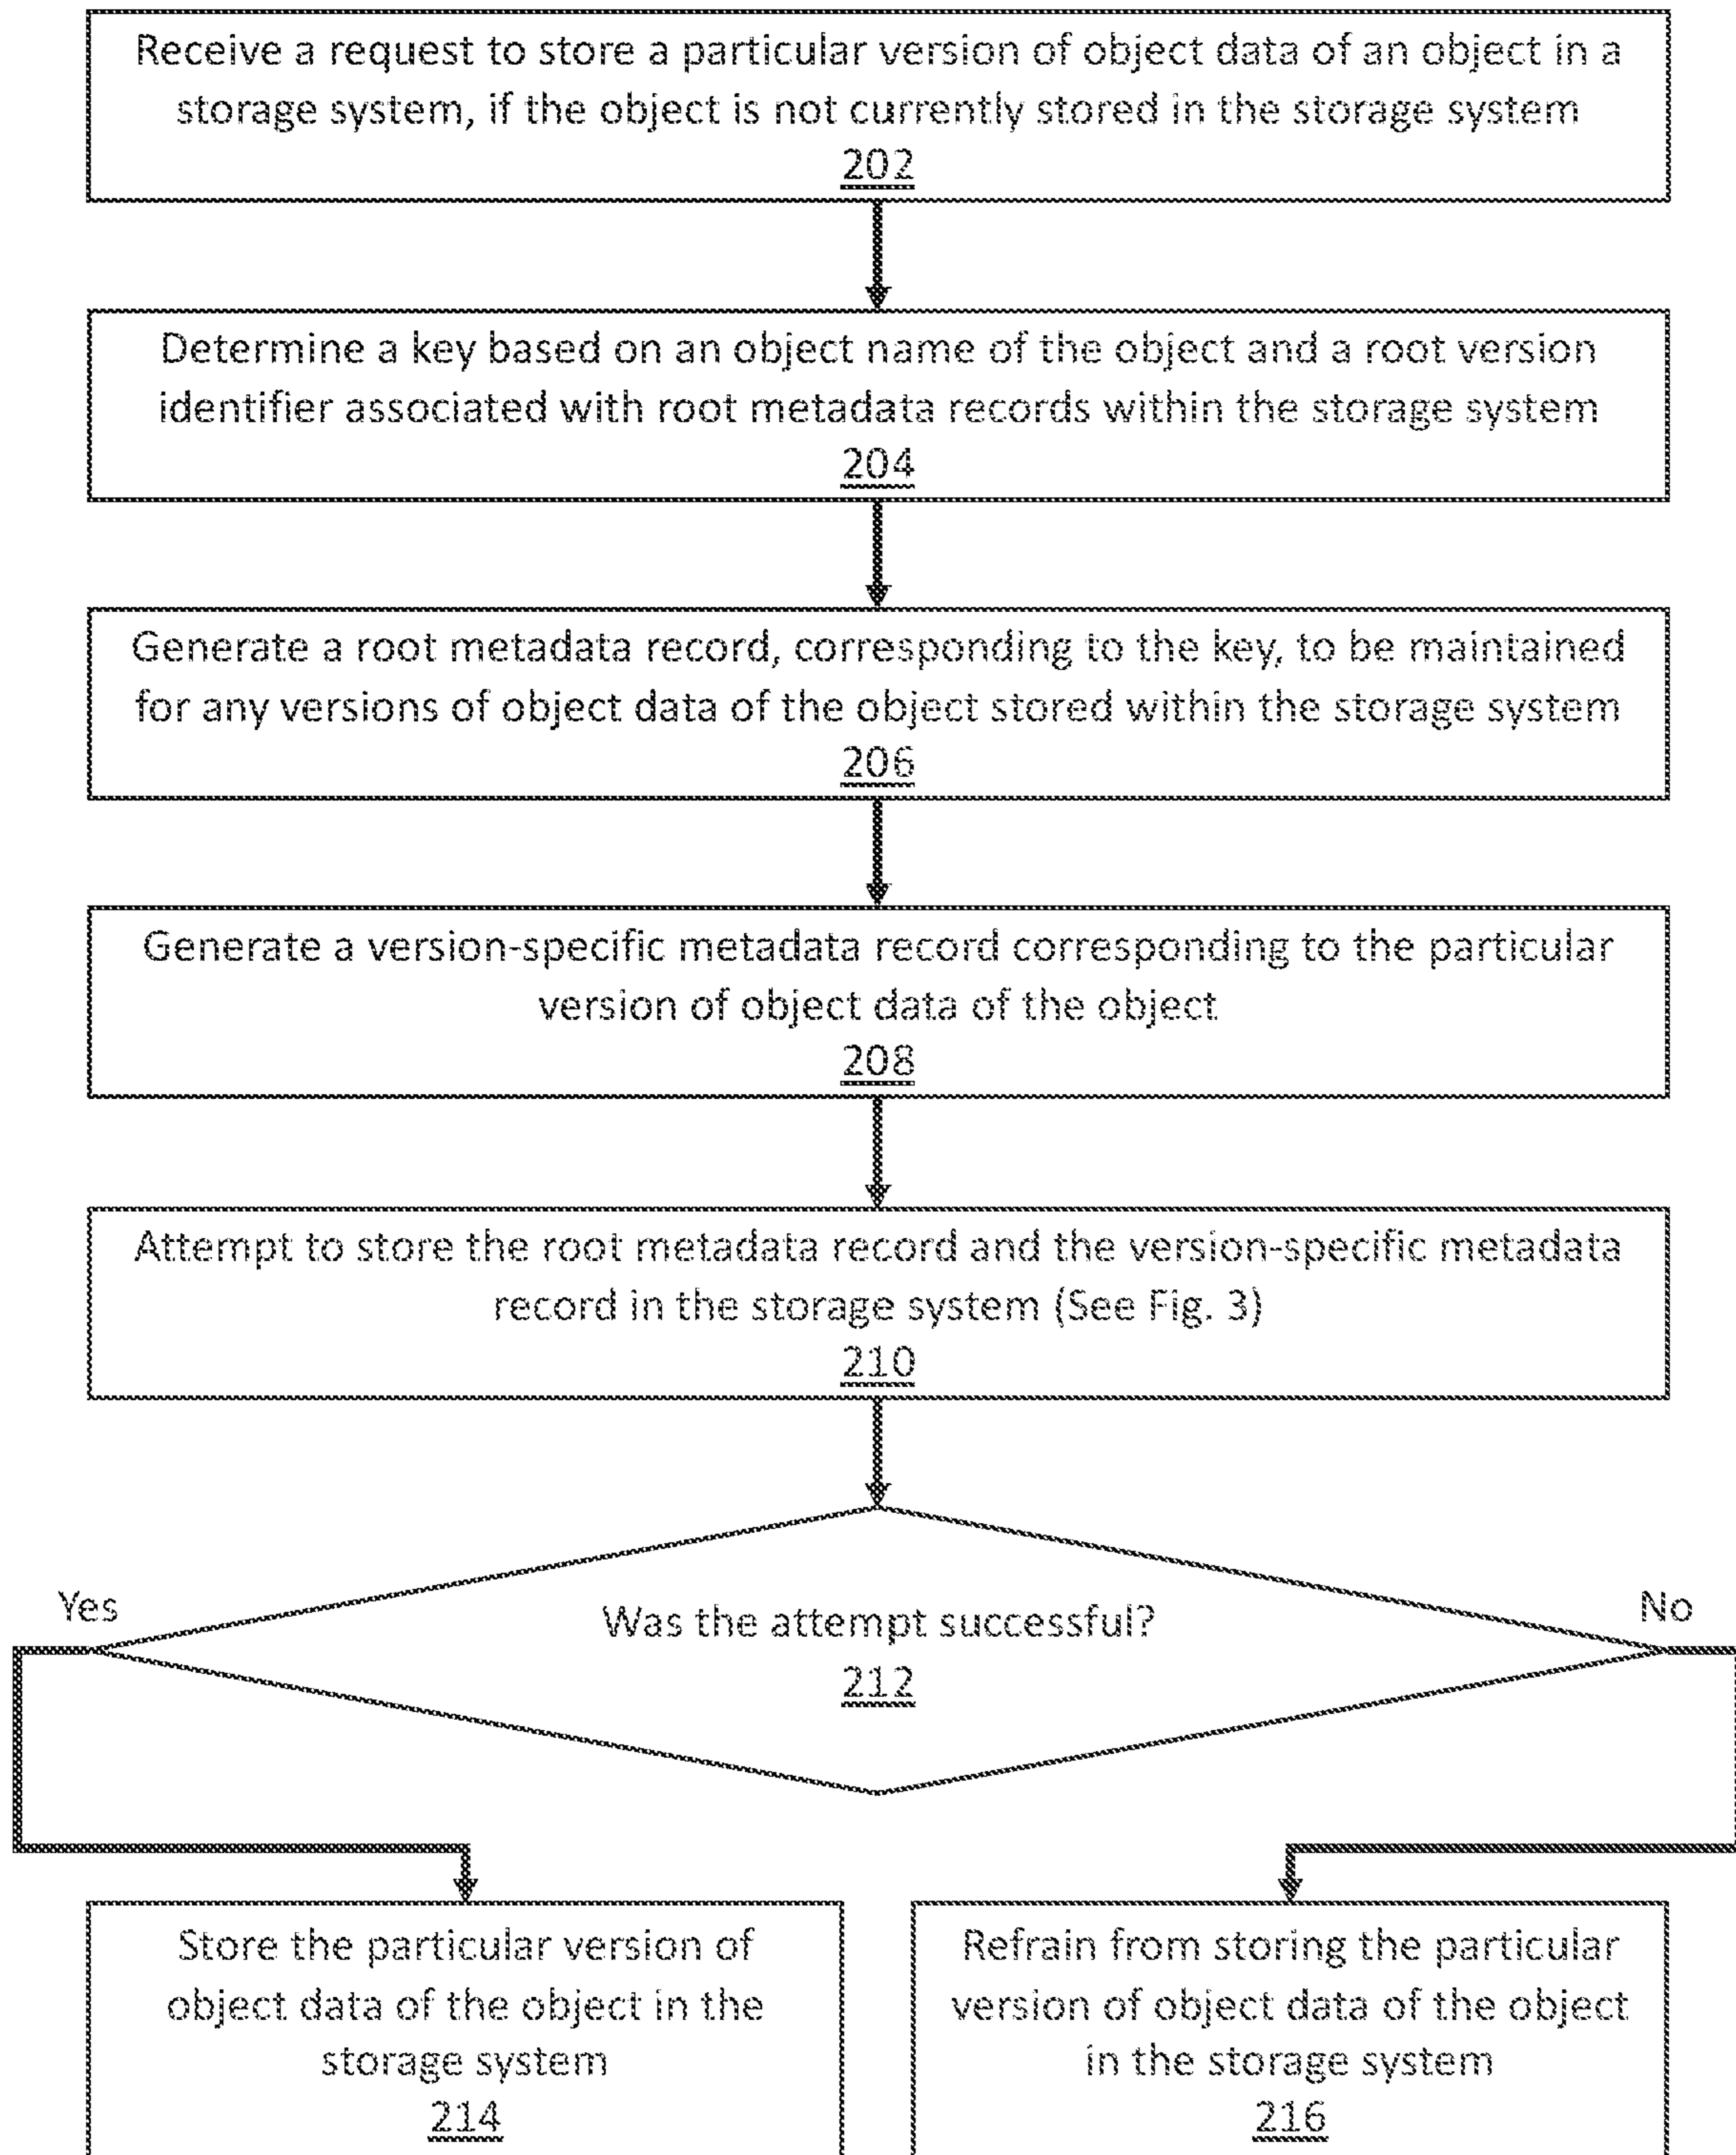 Receive a request to store a particular version of object data of an object in a
storage system, if the object is not currently stored in the storage system
202
Determine a key based on an object name of the object and a root version
identifier associated with root metadata records within the storage system
204
Generate a root metadata record, corresponding to the key, to be maintained
for any versions of object data of the object stored within the storage system
206
Generate a version-specific metadata record corresponding to the particular
version of object data of the object
208
Attempt to store the root metadata record and the version-specific metadata
record in the storage system (See Fig. 3)
210
Yes
No
Was the attempt successful?
212
Store the particular version of
object data of the object in the
storage system
214
Refrain from storing the particular
version of object data of the object
in the storage system
216